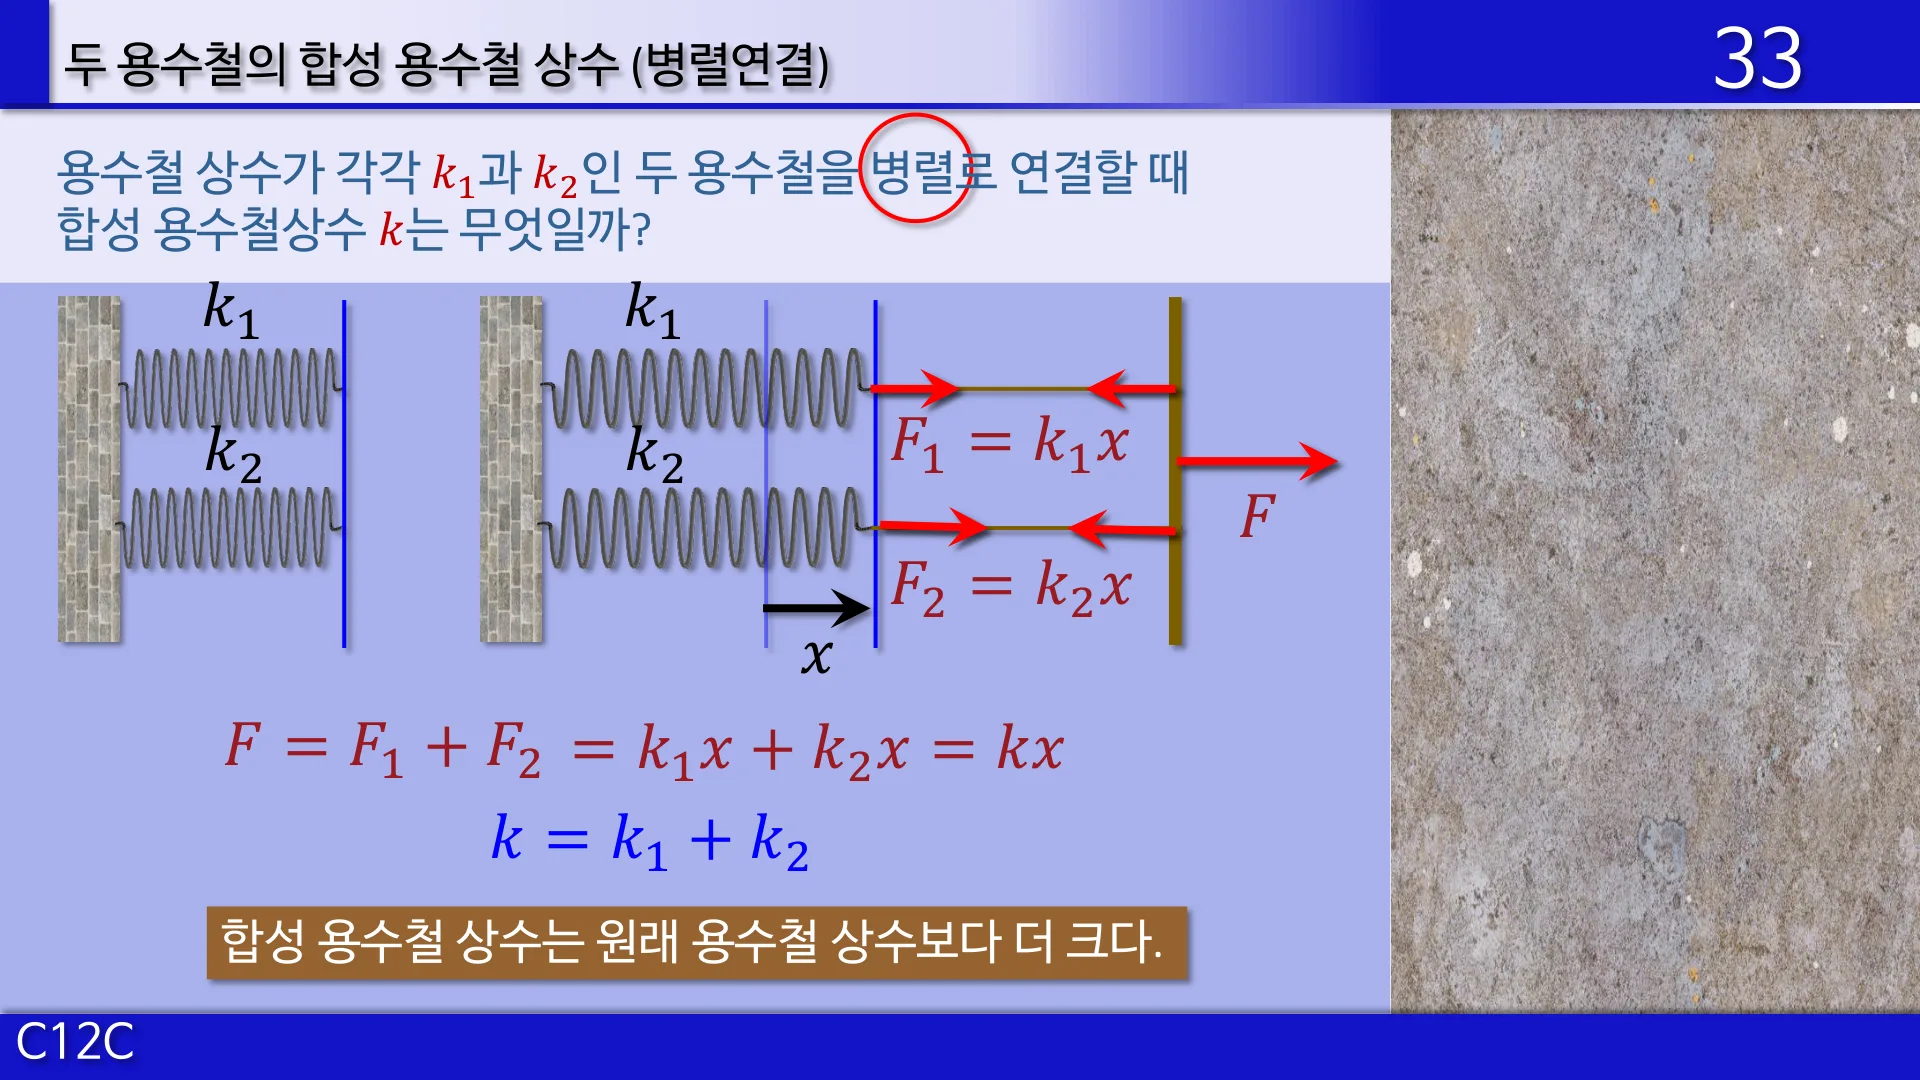 두 용수철의 합성 용수철 상수 (병렬연결)
33
용수철 상수가 각각 k₁과 k₂인 두 용수철을 병렬로 연결할 때
합성 용수철상수 k는 무엇일까?
k₁
k₁
k₂
k₂
F₁ = k₁x
F
F₂ = k₂x
x
F = F₁ + F₂ = k₁x + k₂x = kx
k = k₁ + k₂
합성 용수철 상수는 원래 용수철 상수보다 더 크다.
C12C